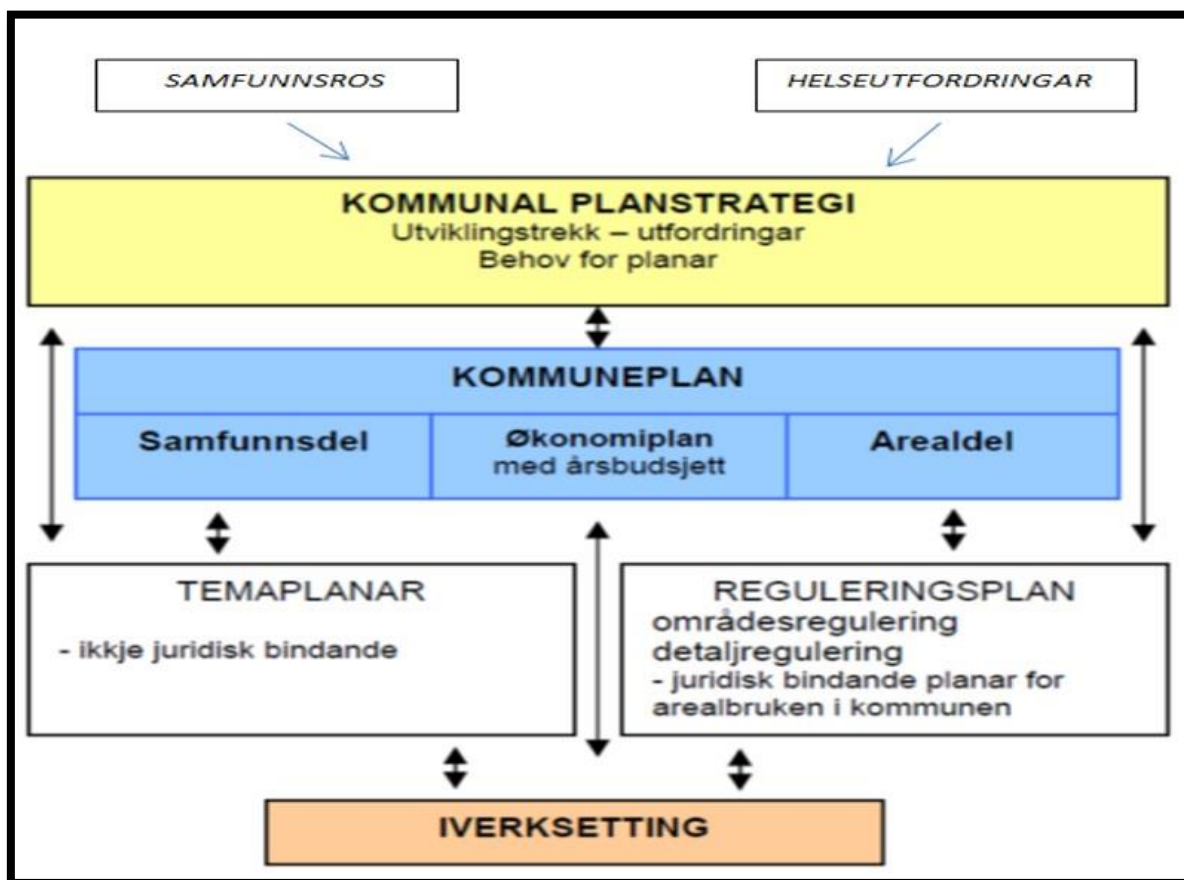 SAMFUNNSROS
HELSEUTFORDRINGAR
KOMMUNAL PLANSTRATEGI
Utviklingstrekk – utfordringar
Behov for planar
KOMMUNEPLAN
Samfunnsdel
Økonomiplan
med årsbudsjett
Arealdel
TEMAPLANAR
- ikkje juridisk bindande
REGULERINGSPLAN
områdesregulering
detaljregulering
- juridisk bindande planar for
arealbruken i kommunen
IVERKSETTING